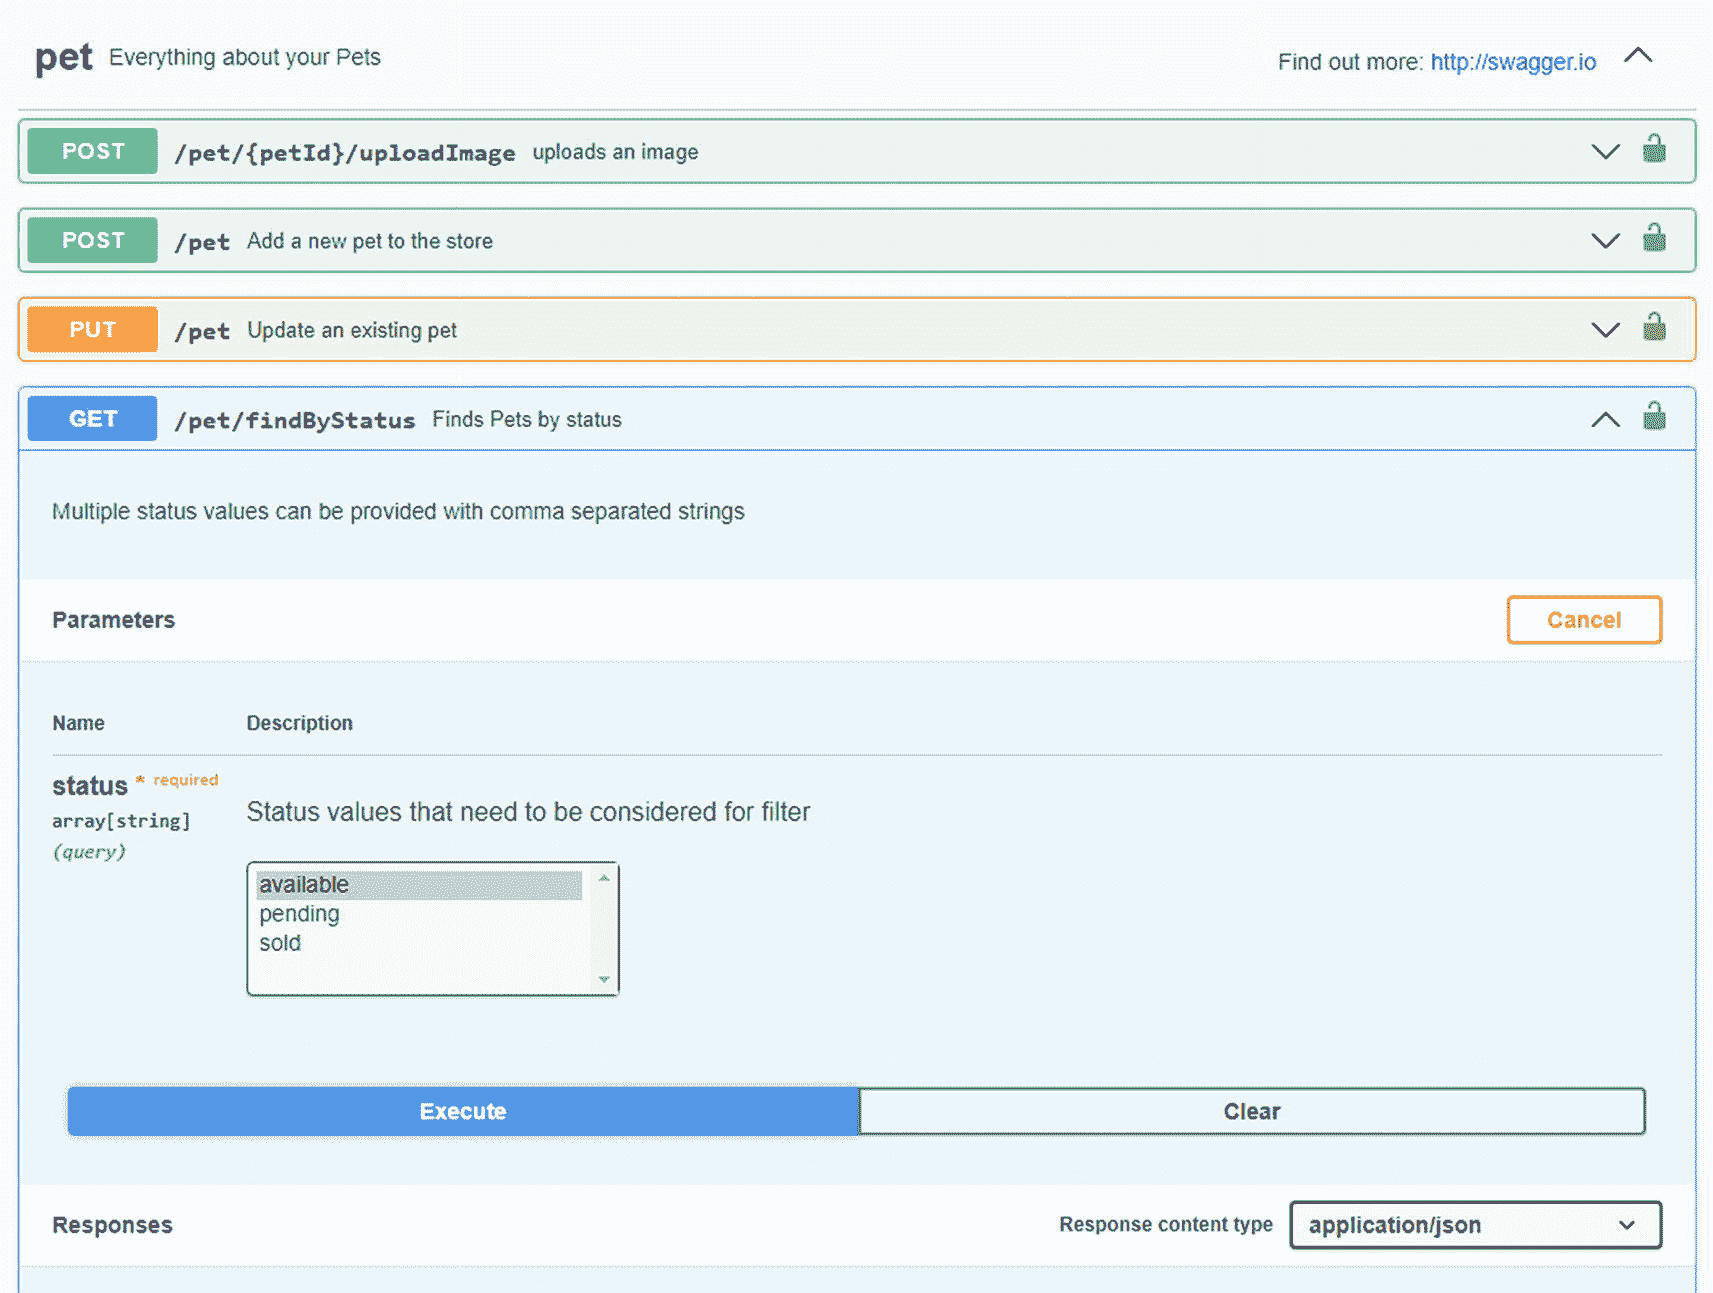 pet Everything about your Pets Find out more: http://swagger.io
POST /pet/{petId}/uploadImage uploads an image
POST /pet Add a new pet to the store
PUT /pet Update an existing pet
GET /pet/findByStatus Finds Pets by status
Multiple status values can be provided with comma separated strings
Parameters Cancel
Name Description
status * required
array[string]
(query)
Status values that need to be considered for filter
available
pending
sold
Execute Clear
Responses Response content type application/json